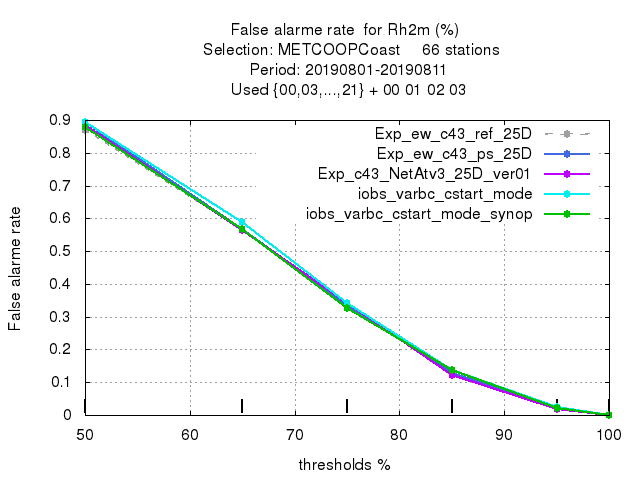 False alarme rate  for Rh2m (%)
Selection: METCOOPCoast     66 stations
Period: 20190801-20190811
Used {00,03,...,21} + 00 01 02 03
Exp_ew_c43_ref_25D
Exp_ew_c43_ps_25D
Exp_c43_NetAtv3_25D_ver01
iobs_varbc_cstart_mode
iobs_varbc_cstart_mode_synop
False alarme rate
0.9
0.8
0.7
0.6
0.5
0.4
0.3
0.2
0.1
0
50 60 70 80 90 100
thresholds %